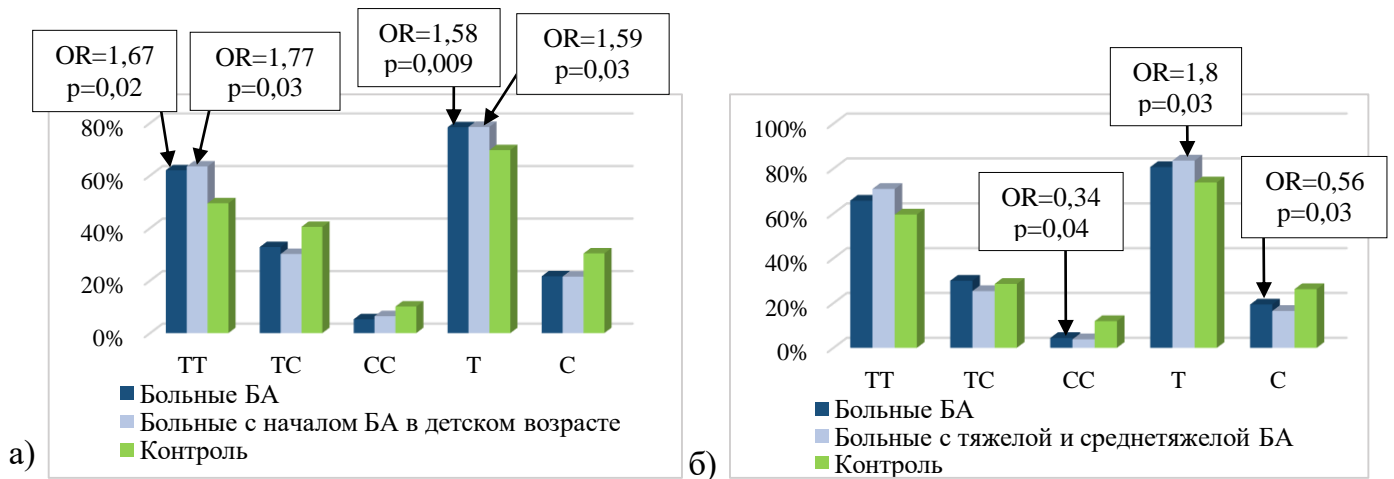 OR=1,67
p=0,02
OR=1,77
p=0,03
OR=1,58
p=0,009
OR=1,59
p=0,03
80%
60%
40%
20%
0%
TT TC CC T C
Больные БА
Больные с началом БА в детском возрасте
Контроль
а)
OR=1,8
p=0,03
OR=0,34
p=0,04
OR=0,56
p=0,03
100%
80%
60%
40%
20%
0%
TT TC CC T C
Больные БА
Больные с тяжелой и среднетяжелой БА
Контроль
б)